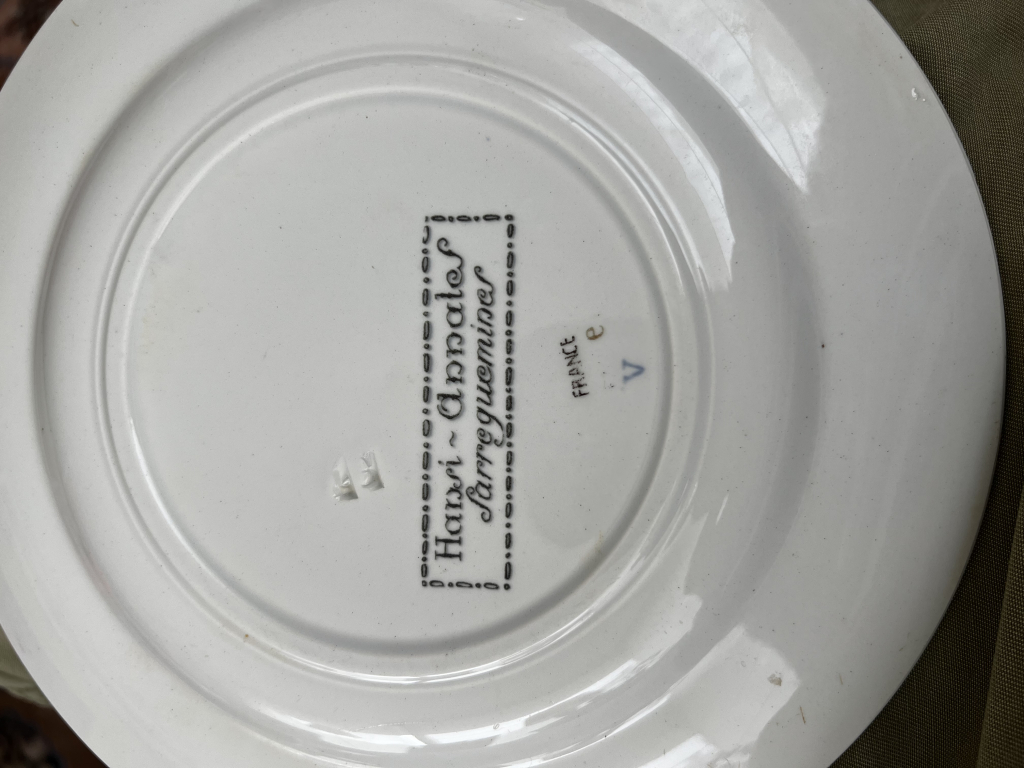 Hansi ~ Annales
Sarreguemines
FRANCE
e
V